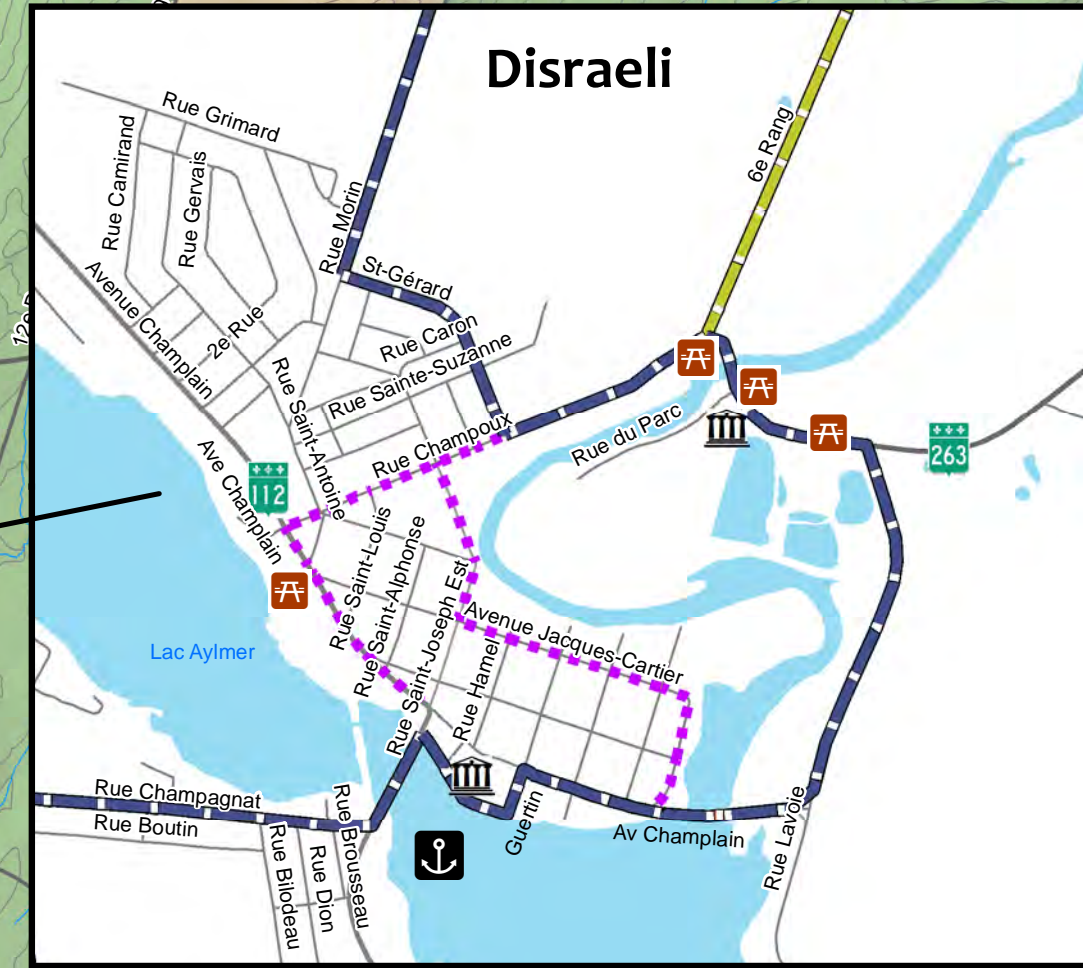 Disraeli
Rue Grimard
Rue Camirand
Rue Gervais
Rue Morin
6e Rang
St-Gérard
Avenue Champlain
2e Rue
Rue Caron
Rue Sainte-Suzanne
Rue Saint-Antoine
Rue Champoux
Rue du Parc
263
112
Ave Champlain
Rue Saint-Louis
Rue Saint-Alphonse
Rue Saint-Joseph Est
Avenue Jacques-Cartier
Rue Hamel
Lac Aylmer
Rue Champagnat
Rue Boutin
Rue Brousseau
Rue Bilodeau
Rue Dion
Guertin
Av Champlain
Rue Lavoie